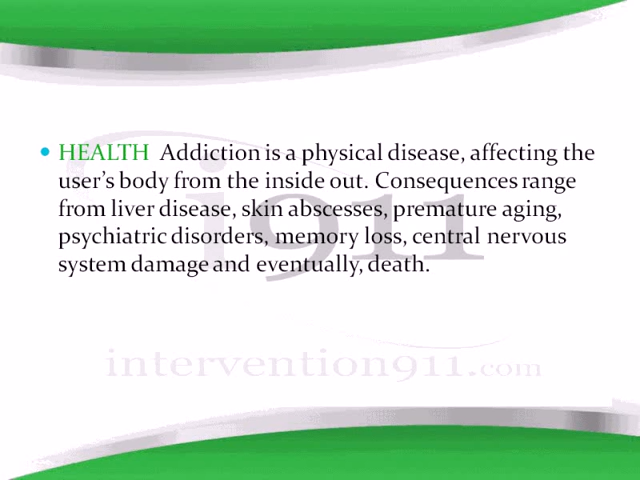 HEALTH Addiction is a physical disease, affecting the
user's body from the inside out. Consequences range
from liver disease, skin abscesses, premature aging,
psychiatric disorders, memory loss, central nervous
system damage and eventually, death.
i911
intervention911.com